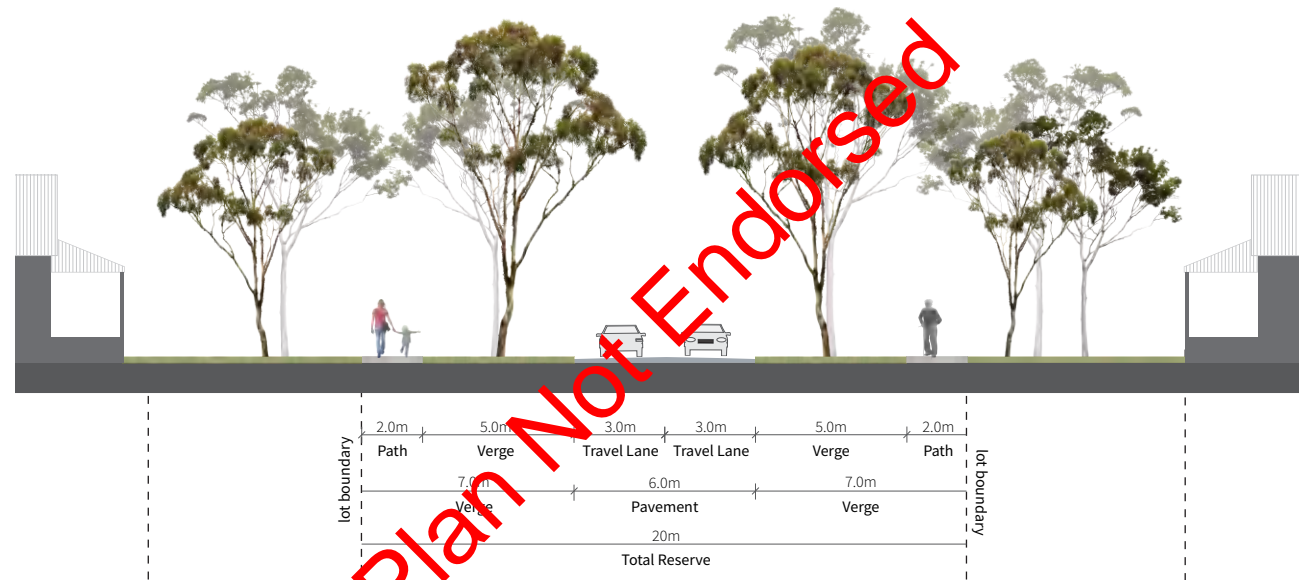 Plan Not Endorsed
2.0m 5.0m 3.0m 3.0m 5.0m 2.0m
Path Verge Travel Lane Travel Lane Verge Path
lot boundary
lot boundary
7.0m 6.0m 7.0m
Verge Pavement Verge
20m
Total Reserve